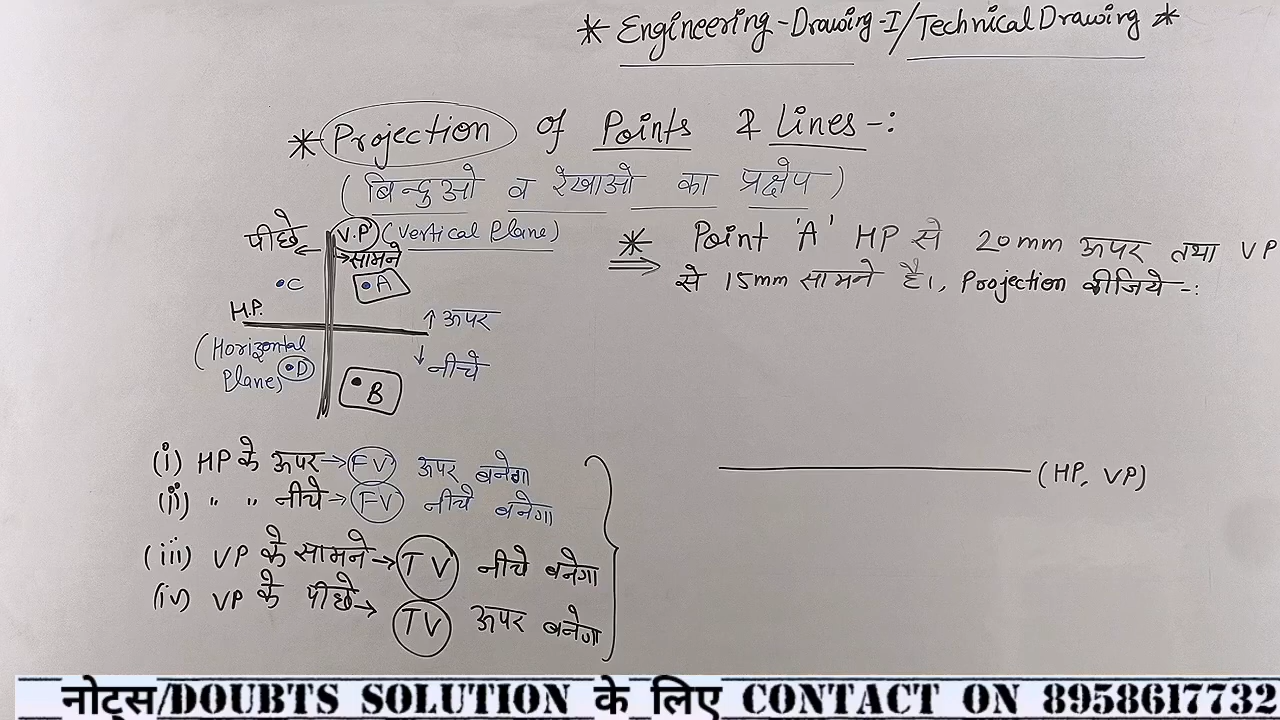 * Engineering-Drawing-I/Technical Drawing *
* Projection of Points & Lines -:
(बिन्दुओ व रेखाओ का प्रक्षेप)
पीछे ← V.P. (Vertical Plane)
→ सामने
•C •A
H.P.
↑ ऊपर
(Horizontal Plane)
↓ नीचे
•D •B
* ⇒ Point 'A' HP से 20mm ऊपर तथा VP
से 15mm सामने है।, Projection कीजिये -:
(i) HP के ऊपर → FV ऊपर बनेगा
(ii) " " नीचे → FV नीचे बनेगा
(iii) VP के सामने → TV नीचे बनेगा
(iv) VP के पीछे → TV ऊपर बनेगा
(HP, VP)
नोट्स/DOUBTS SOLUTION के लिए CONTACT ON 8958617732